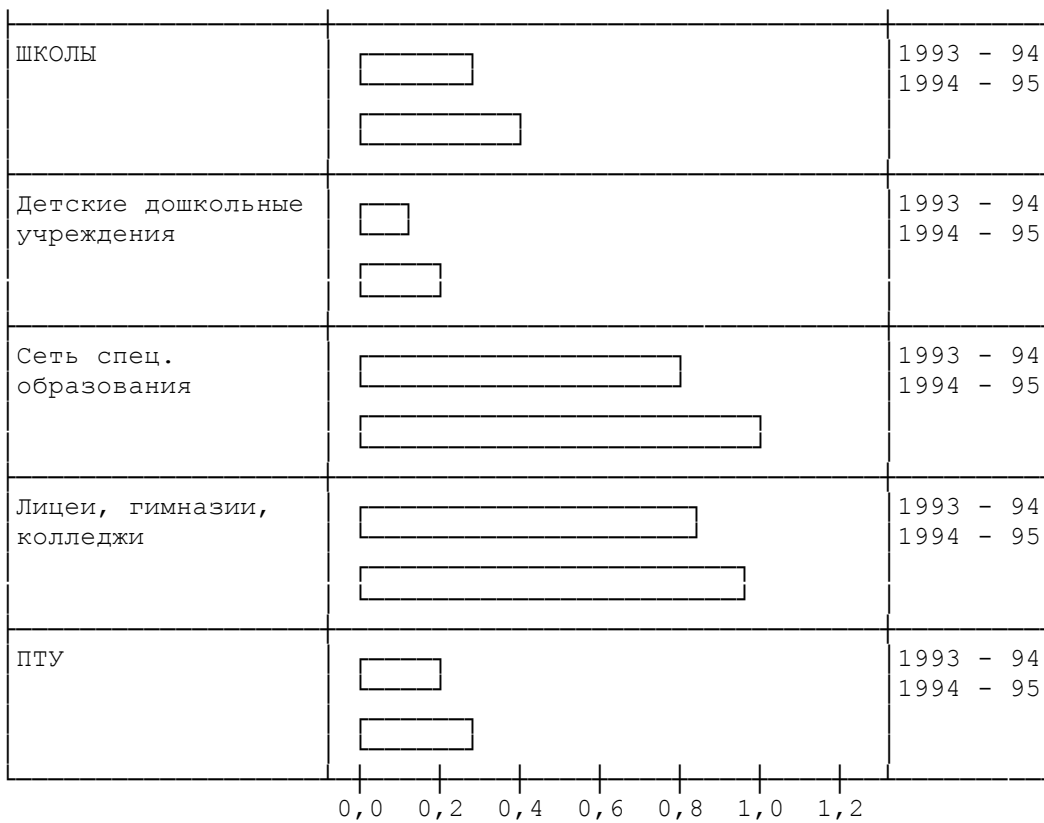 ШКОЛЫ
1993 - 94
1994 - 95
Детские дошкольные
учреждения
1993 - 94
1994 - 95
Сеть спец.
образования
1993 - 94
1994 - 95
Лицеи, гимназии,
колледжи
1993 - 94
1994 - 95
ПТУ
1993 - 94
1994 - 95
0,0 0,2 0,4 0,6 0,8 1,0 1,2